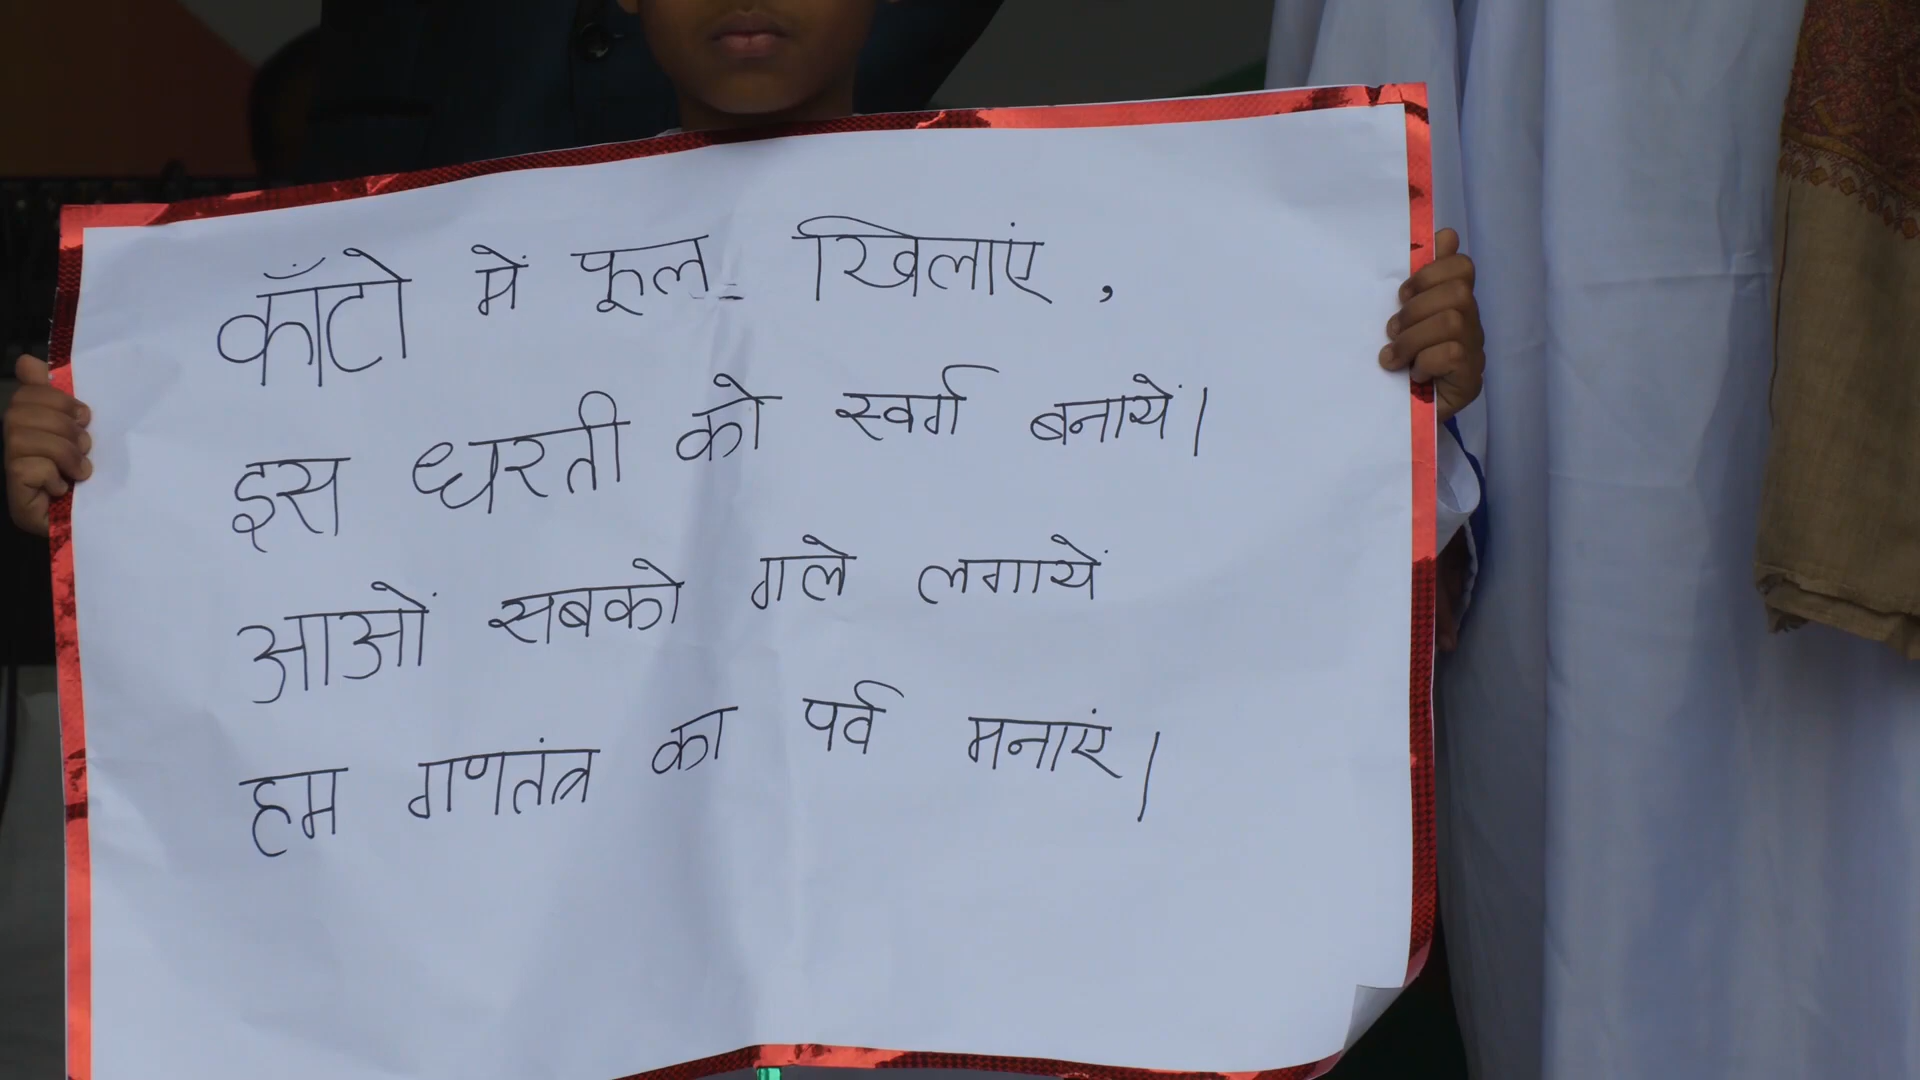 काँटो में फूल खिलाएं ,
इस धरती को स्वर्ग बनायें।
आओं सबको गले लगायें
हम गणतंत्र का पर्व मनाएं।